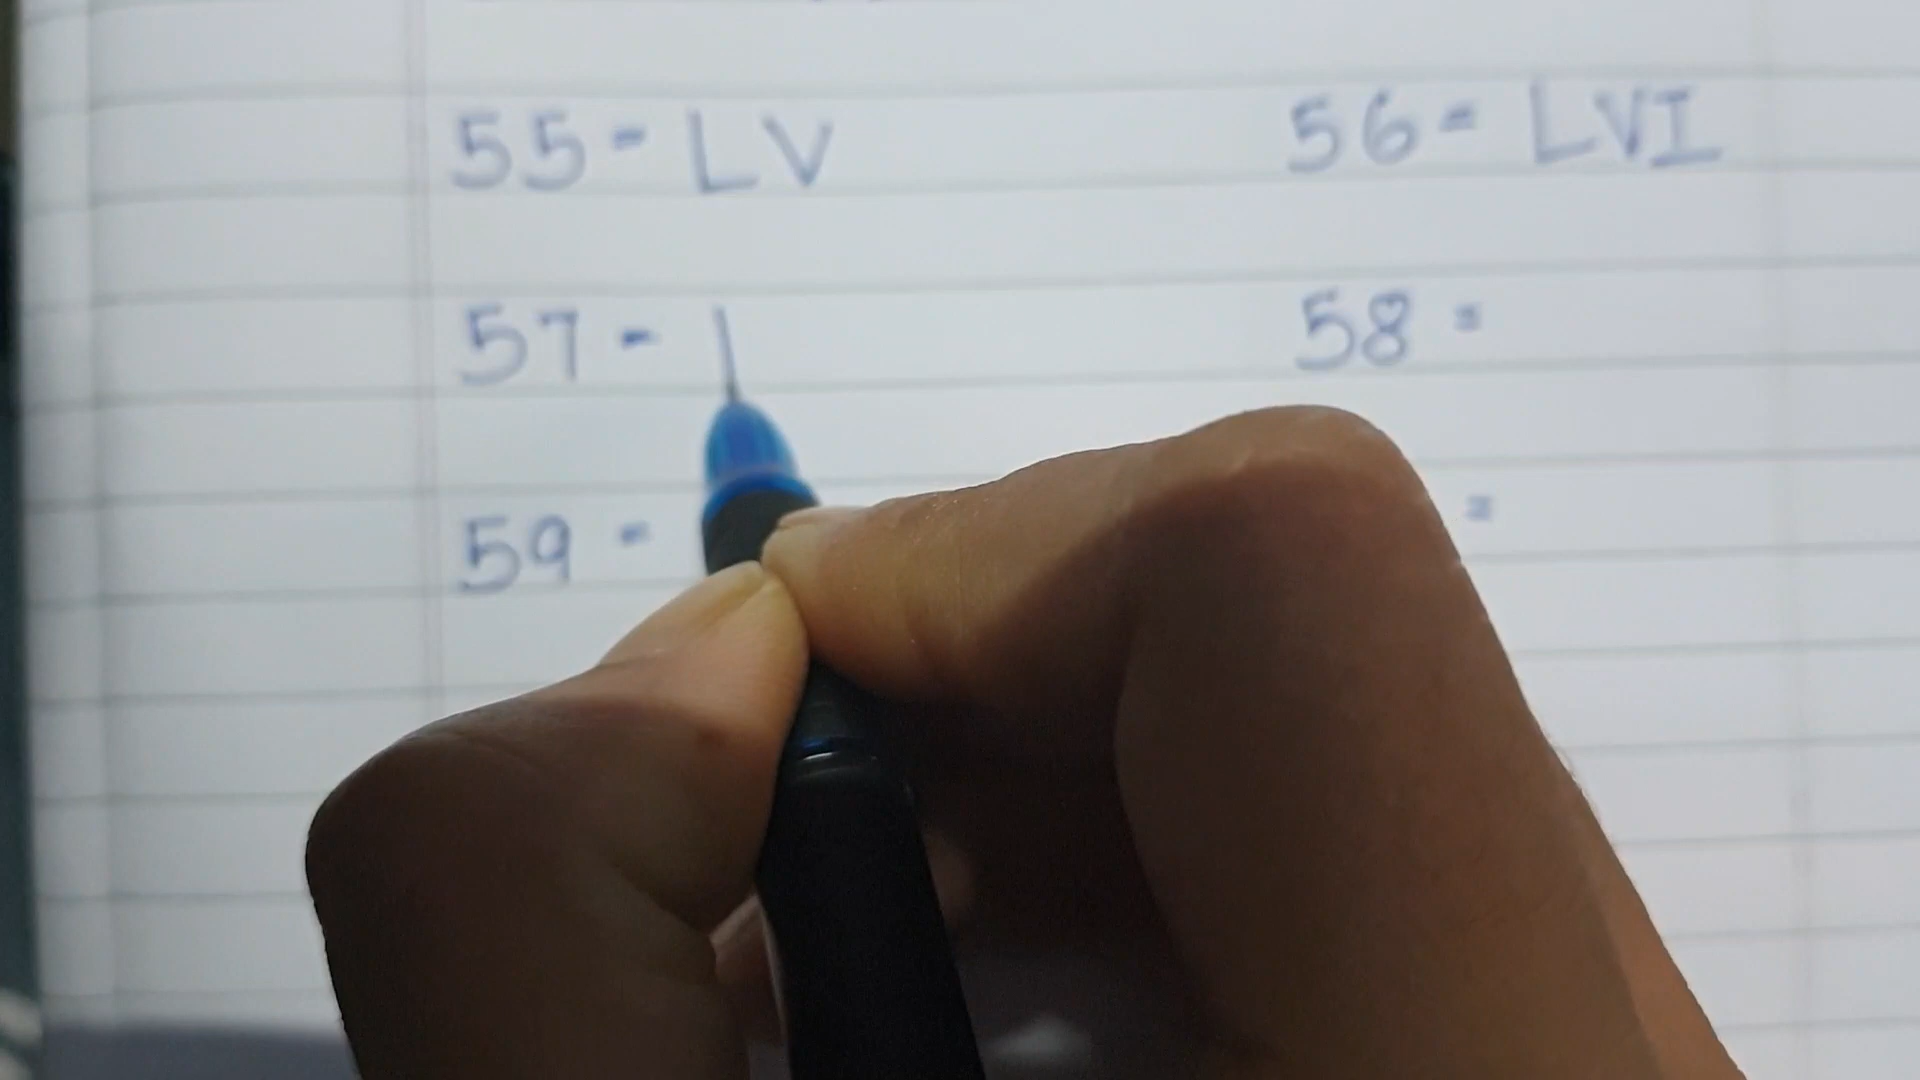 55 = LV 56 = LVI
57 = l 58 =
59 = =